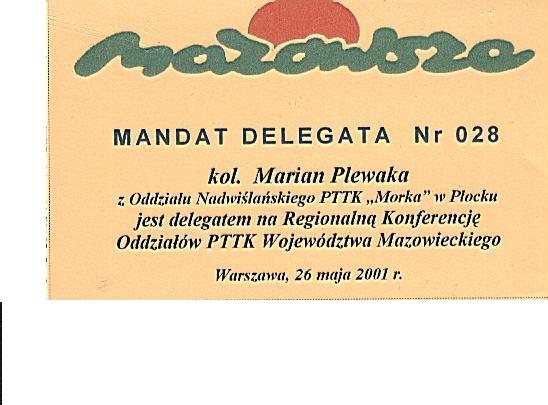 Mazowsza
MANDAT DELEGATA Nr 028
kol. Marian Plewaka
z Oddziału Nadwiślańskiego PTTK „Morka” w Płocku
jest delegatem na Regionalną Konferencję
Oddziałów PTTK Województwa Mazowieckiego
Warszawa, 26 maja 2001 r.